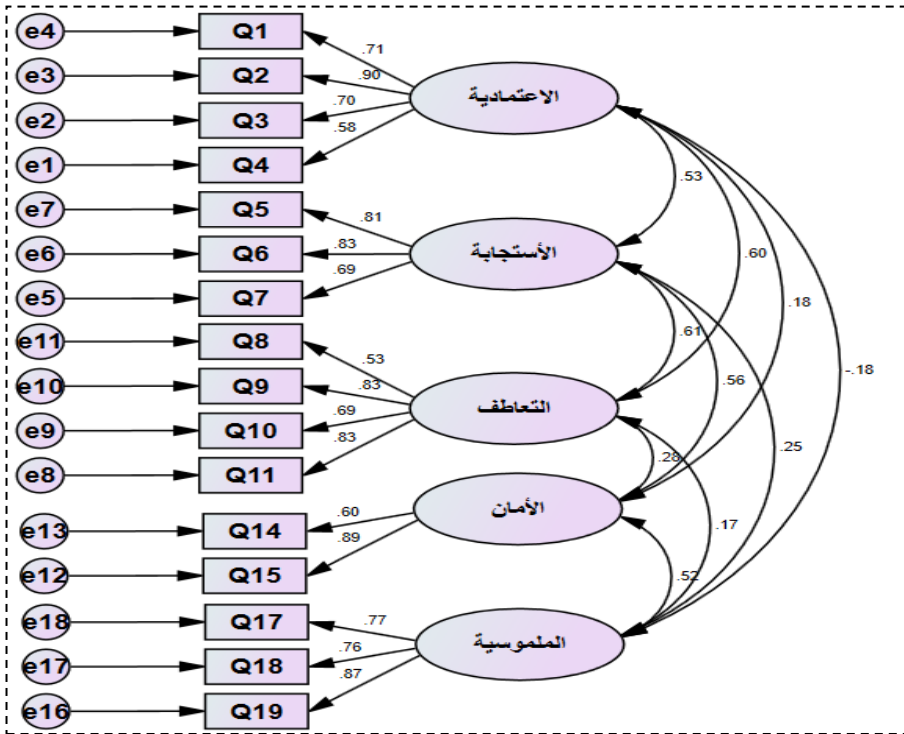 e4 Q1
e3 Q2
e2 Q3
e1 Q4
.71
.90
.70
.58
الاعتمادية
e7 Q5
e6 Q6
e5 Q7
.81
.83
.69
الأستجابة
.53
e11 Q8
e10 Q9
e9 Q10
e8 Q11
.53
.83
.69
.83
التعاطف
.60
.61
.18
.56
-.18
e13 Q14
e12 Q15
.60
.89
الأمان
.28
.25
.17
e18 Q17
e17 Q18
e16 Q19
.77
.76
.87
الملموسية
.52